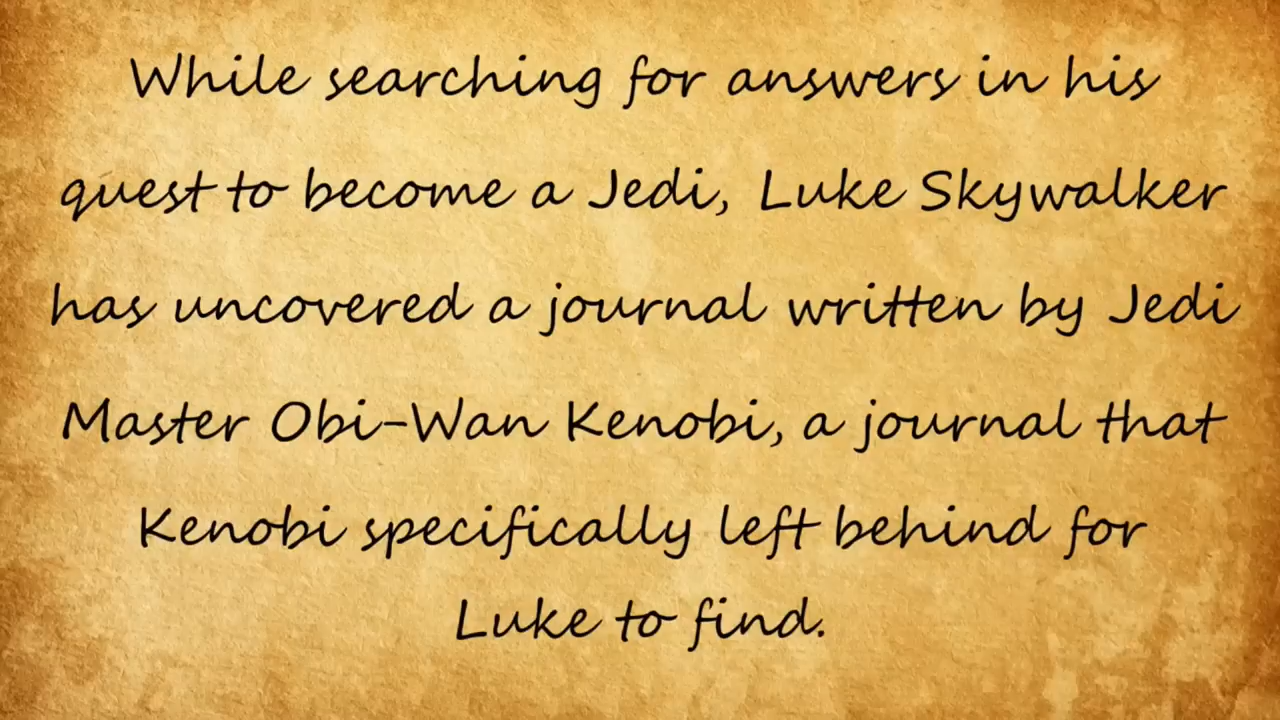 While searching for answers in his
quest to become a Jedi, Luke Skywalker
has uncovered a journal written by Jedi
Master Obi-Wan Kenobi, a journal that
Kenobi specifically left behind for
Luke to find.